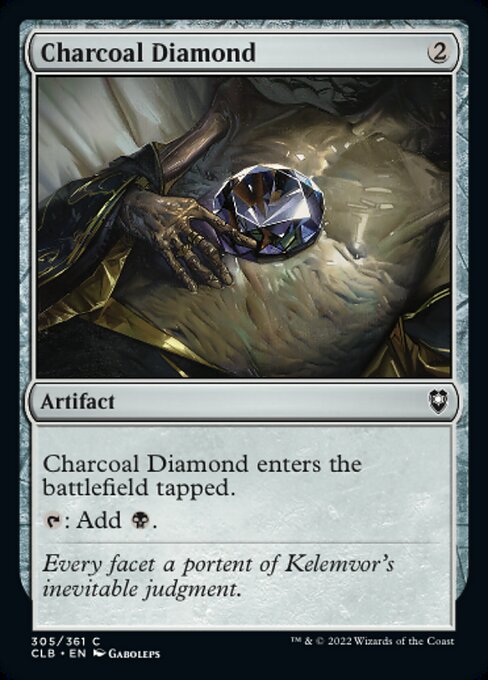 Charcoal Diamond 2
Artifact
Charcoal Diamond enters the
battlefield tapped.
: Add .
Every facet a portent of Kelemvor's
inevitable judgment.
305/361 C
CLB • EN Gaboleps
™ & © 2022 Wizards of the Coast